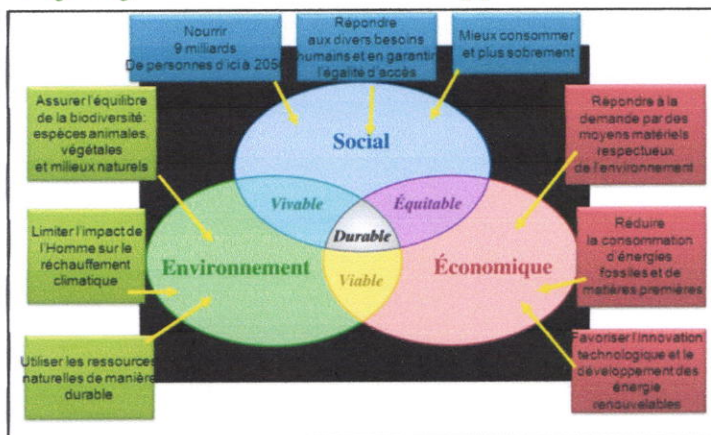 Nourrir
9 milliards
De personnes d'ici à 2050
Répondre
aux divers besoins
humains et en garantir
l'égalité d'accès
Mieux consommer
et plus sobrement
Assurer l'équilibre
de la biodiversité:
espèces animales,
végétales
et milieux naturels
Limiter l'impact de
l'Homme sur le
réchauffement
climatique
Utiliser les ressources
naturelles de manière
durable
Social
Vivable
Équitable
Durable
Environnement
Viable
Économique
Répondre à la
demande par des
moyens matériels
respectueux
de l'environnement
Réduire
la consommation
d'énergies
fossiles et de
matières premières
Favoriser l'innovation
technologique et le
développement des
énergie
renouvelables